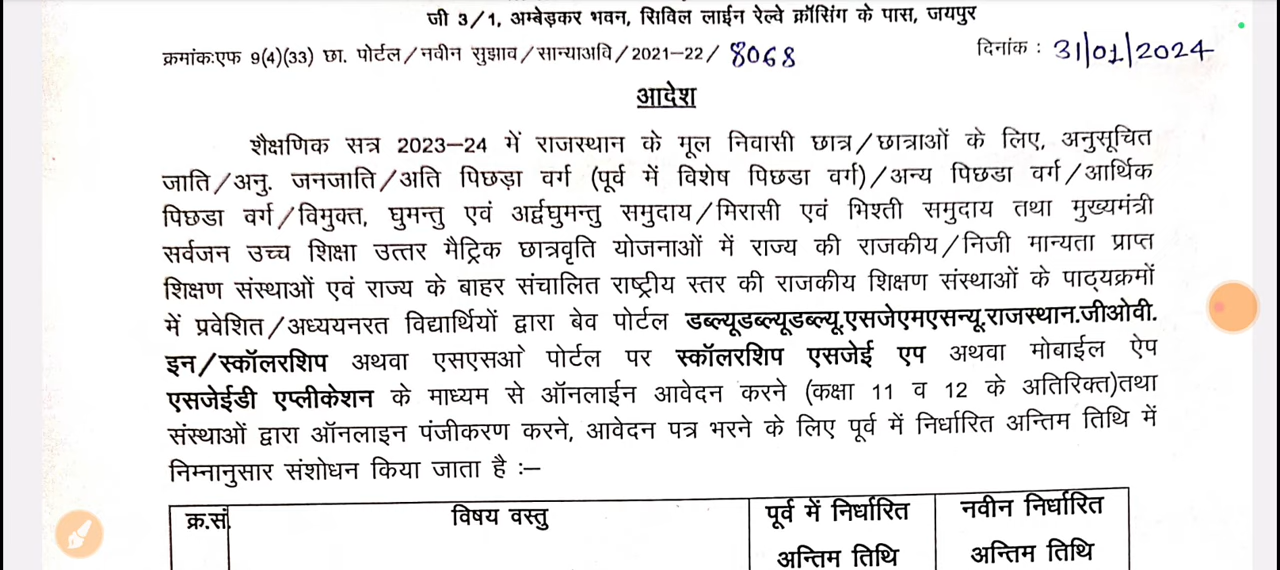 जी 3/1, अम्बेड़कर भवन, सिविल लाईन रेल्वे क्रॉसिंग के पास, जयपुर
क्रमांक:एफ 9(4)(33) छा. पोर्टल/नवीन सुझाव/सान्याअवि/2021-22/ 8068 दिनांक : 31/01/2024
आदेश
शैक्षणिक सत्र 2023-24 में राजस्थान के मूल निवासी छात्र/छात्राओं के लिए, अनुसूचित
जाति/अनु. जनजाति/अति पिछड़ा वर्ग (पूर्व में विशेष पिछडा वर्ग)/अन्य पिछडा वर्ग/आर्थिक
पिछडा वर्ग/विमुक्त, घुमन्तु एवं अर्द्वघुमन्तु समुदाय/मिरासी एवं भिश्ती समुदाय तथा मुख्यमंत्री
सर्वजन उच्च शिक्षा उत्तर मैट्रिक छात्रवृति योजनाओं में राज्य की राजकीय/निजी मान्यता प्राप्त
शिक्षण संस्थाओं एवं राज्य के बाहर संचालित राष्ट्रीय स्तर की राजकीय शिक्षण संस्थाओं के पाठ्यक्रमों
में प्रवेशित/अध्ययनरत विद्यार्थियों द्वारा बेव पोर्टल डब्ल्यूडब्ल्यूडब्ल्यू.एसजेएमएसन्यू.राजस्थान.जीओवी.
इन/स्कॉलरशिप अथवा एसएसओ पोर्टल पर स्कॉलरशिप एसजेई एप अथवा मोबाईल ऐप
एसजेईडी एप्लीकेशन के माध्यम से ऑनलाईन आवेदन करने (कक्षा 11 व 12 के अतिरिक्त)तथा
संस्थाओं द्वारा ऑनलाइन पंजीकरण करने, आवेदन पत्र भरने के लिए पूर्व में निर्धारित अन्तिम तिथि में
निम्नानुसार संशोधन किया जाता है :-
क्र.सं विषय वस्तु पूर्व में निर्धारित नवीन निर्धारित
अन्तिम तिथि अन्तिम तिथि